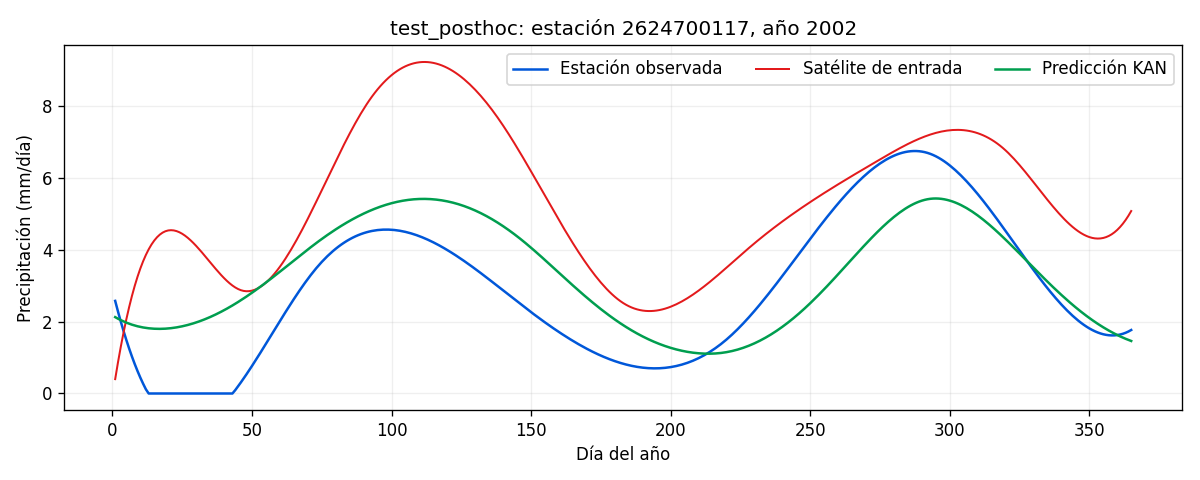 test_posthoc: estación 2624700117, año 2002
Estación observada
Satélite de entrada
Predicción KAN
Precipitación (mm/día)
8
6
4
2
0
0
50
100
150
200
250
300
350
Día del año